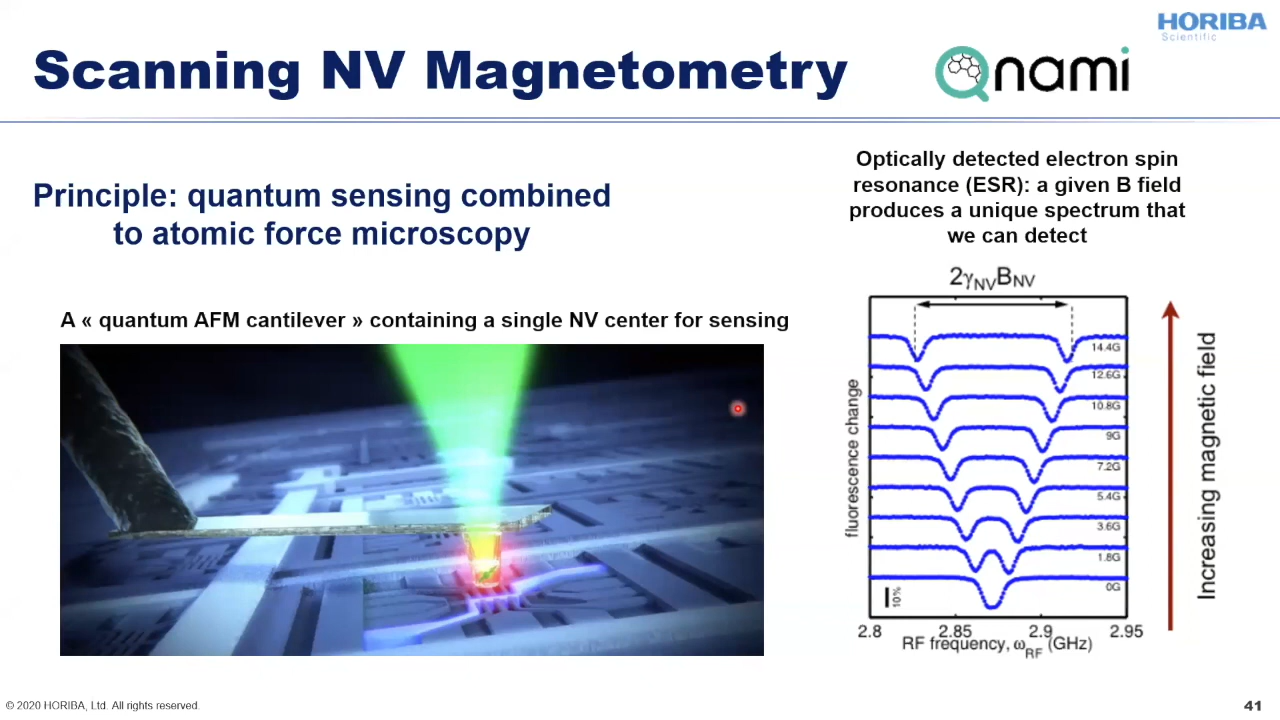 HORIBA
Scientific
Scanning NV Magnetometry
Qnami
Principle: quantum sensing combined
to atomic force microscopy
A « quantum AFM cantilever » containing a single NV center for sensing
Optically detected electron spin
resonance (ESR): a given B field
produces a unique spectrum that
we can detect
2γNVBNV
14.4G
12.6G
10.8G
9G
7.2G
5.4G
3.6G
1.8G
0G
10%
fluorescence change
2.8 2.85 2.9 2.95
RF frequency, ωRF (GHz)
Increasing magnetic field
© 2020 HORIBA, Ltd. All rights reserved.
41